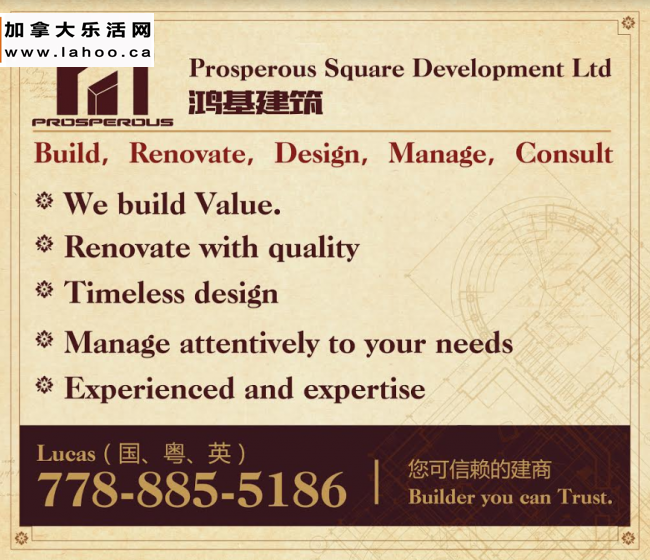 加拿大乐活网
www.lahoo.ca
PROSPEROUS
Prosperous Square Development Ltd
鸿基建筑
Build, Renovate, Design, Manage, Consult
We build Value.
Renovate with quality
Timeless design
Manage attentively to your needs
Experienced and expertise
Lucas（国、粤、英）
778-885-5186
您可信赖的建商
Builder you can Trust.